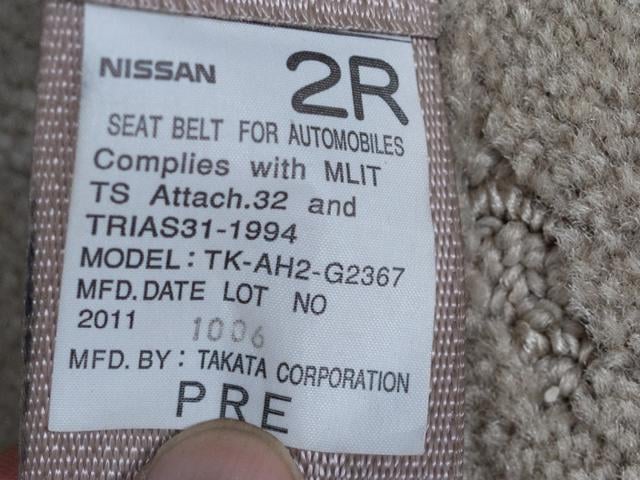 NISSAN 2R
SEAT BELT FOR AUTOMOBILES
Complies with MLIT
TS Attach.32 and
TRIAS31-1994
MODEL: TK-AH2-G2367
MFD.DATE LOT NO
2011 1006
MFD. BY: TAKATA CORPORATION
PRE